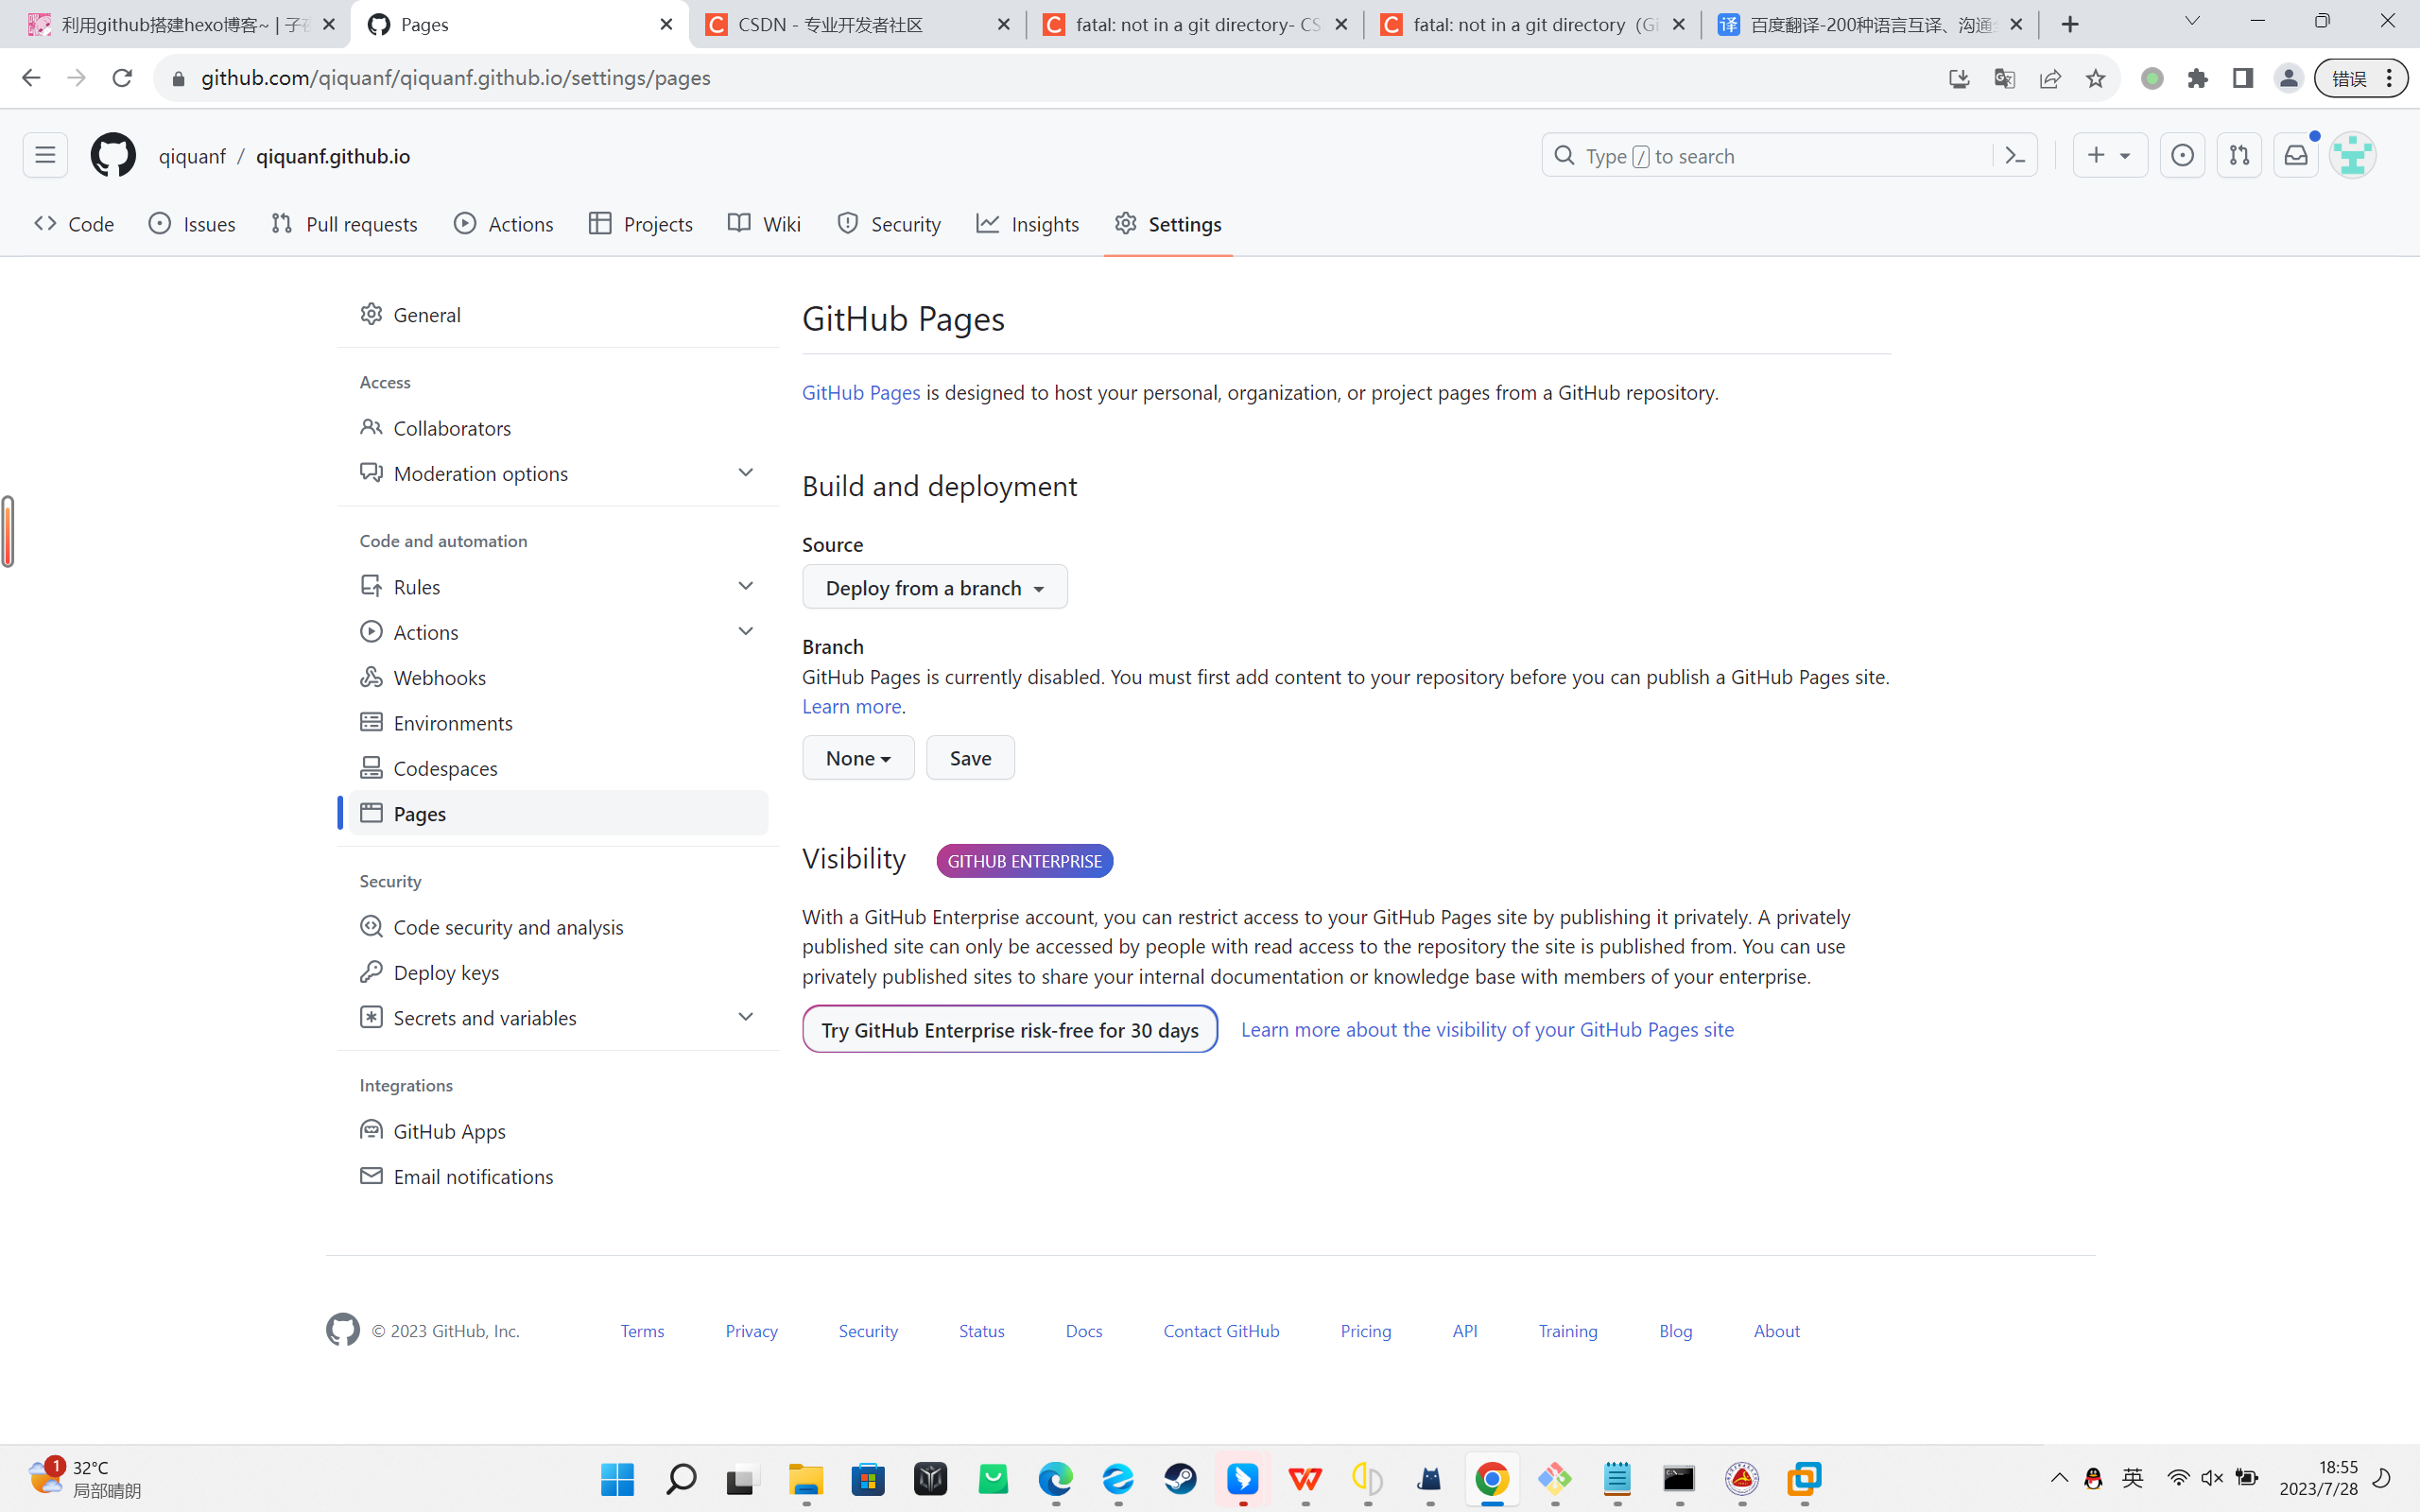 利用github搭建hexo博客~ | 子
Pages
CSDN - 专业开发者社区
fatal: not in a git directory- CS
fatal: not in a git directory（Gi
译 百度翻译-200种语言互译、沟通
github.com/qiquanf/qiquanf.github.io/settings/pages
错误
qiquanf / qiquanf.github.io
Type / to search
Code
Issues
Pull requests
Actions
Projects
Wiki
Security
Insights
Settings
General
Access
Collaborators
Moderation options
Code and automation
Rules
Actions
Webhooks
Environments
Codespaces
Pages
Security
Code security and analysis
Deploy keys
Secrets and variables
Integrations
GitHub Apps
Email notifications
GitHub Pages
GitHub Pages is designed to host your personal, organization, or project pages from a GitHub repository.
Build and deployment
Source
Deploy from a branch
Branch
GitHub Pages is currently disabled. You must first add content to your repository before you can publish a GitHub Pages site.
Learn more.
None
Save
Visibility
GITHUB ENTERPRISE
With a GitHub Enterprise account, you can restrict access to your GitHub Pages site by publishing it privately. A privately
published site can only be accessed by people with read access to the repository the site is published from. You can use
privately published sites to share your internal documentation or knowledge base with members of your enterprise.
Try GitHub Enterprise risk-free for 30 days
Learn more about the visibility of your GitHub Pages site
© 2023 GitHub, Inc.
Terms
Privacy
Security
Status
Docs
Contact GitHub
Pricing
API
Training
Blog
About
1
32°C
局部晴朗
英
18:55
2023/7/28